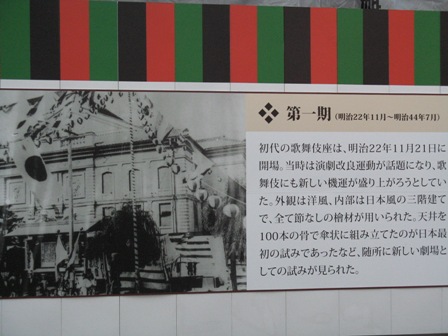 第一期（明治22年11月〜明治44年7月）
初代の歌舞伎座は、明治22年11月21日に
開場。当時は演劇改良運動が話題になり、歌
舞伎にも新しい機運が盛り上がろうとしてい
た。外観は洋風、内部は日本風の三階建て
で、全て節なしの檜材が用いられた。天井を
100本の骨で傘状に組み立てたのが日本最
初の試みであったなど、随所に新しい劇場と
しての試みが見られた。